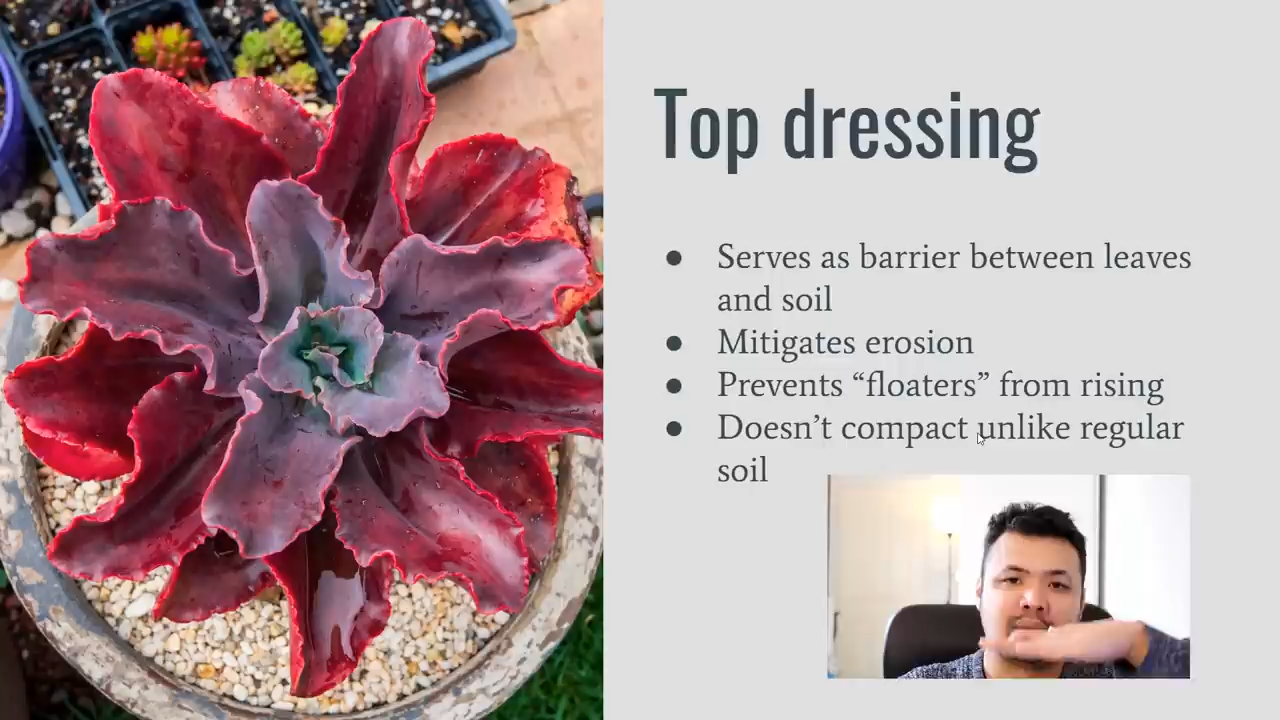 Top dressing
● Serves as barrier between leaves
and soil
● Mitigates erosion
● Prevents “floaters” from rising
● Doesn’t compact unlike regular
soil